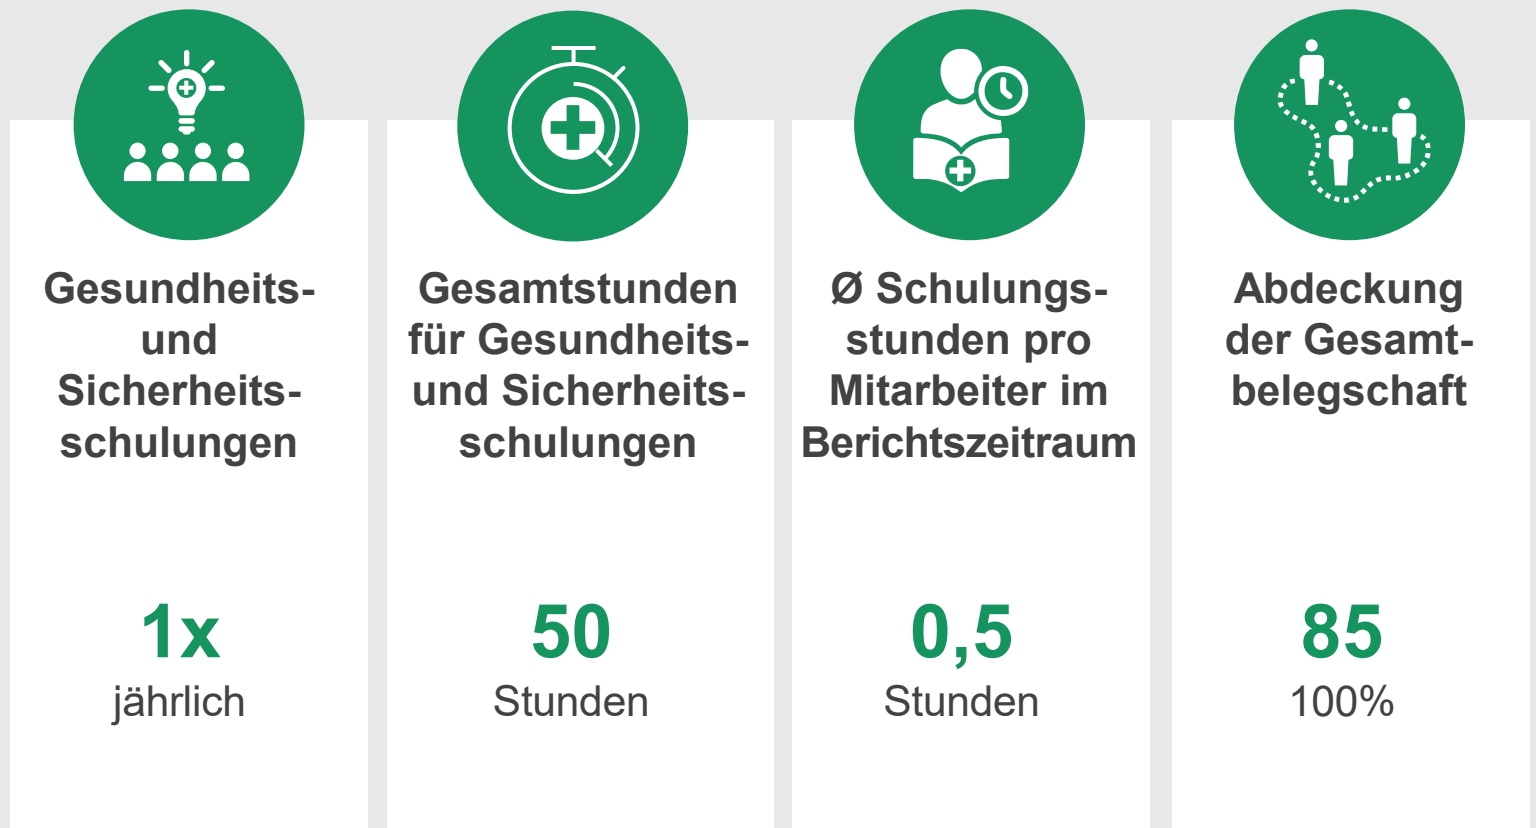 Gesundheits-
und
Sicherheits-
schulungen
1x
jährlich
Gesamtstunden
für Gesundheits-
und Sicherheits-
schulungen
50
Stunden
Ø Schulungs-
stunden pro
Mitarbeiter im
Berichtszeitraum
0,5
Stunden
Abdeckung
der Gesamt-
belegschaft
85
100%